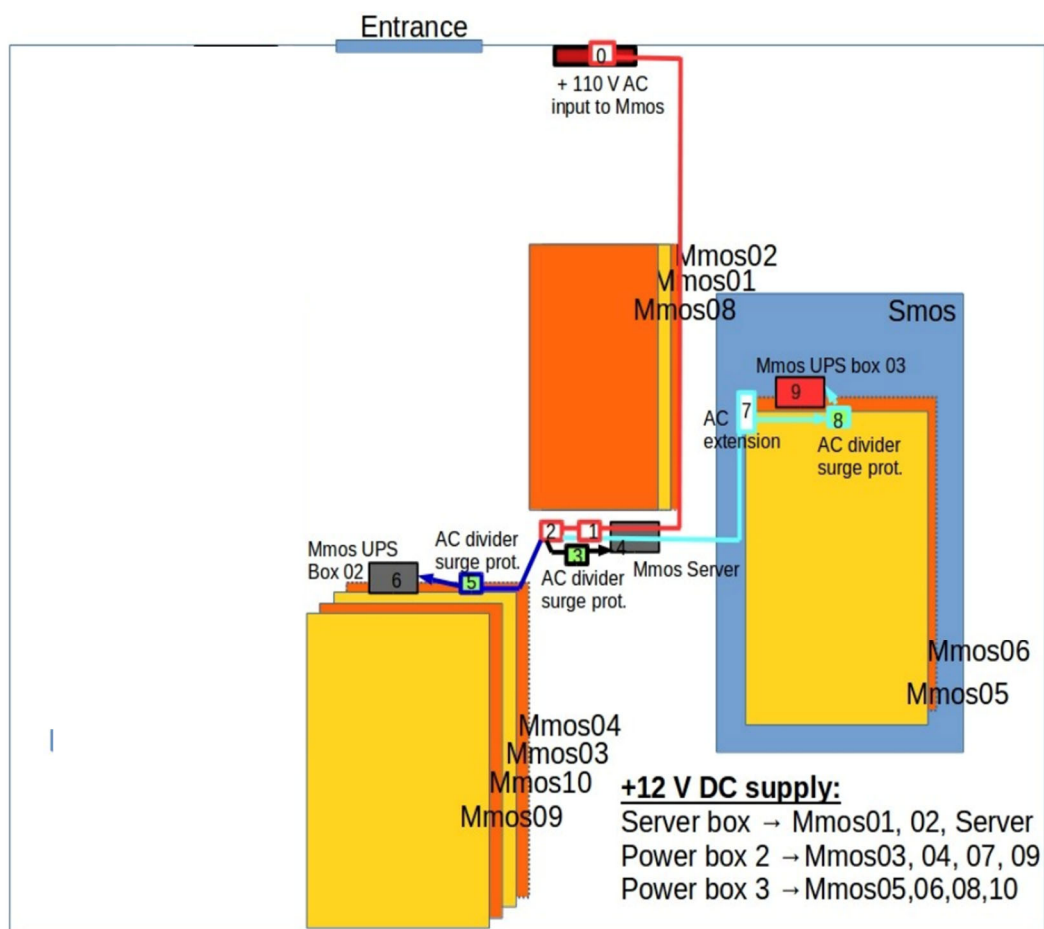 Entrance
0
+ 110 V AC
input to Mmos
Mmos02
Mmos01
Mmos08
Smos
Mmos UPS box 03
9
7
8
AC
extension
AC divider
surge prot.
2
1
4
3
Mmos Server
AC divider
surge prot.
AC divider
surge prot.
5
Mmos UPS
Box 02
6
Mmos06
Mmos05
Mmos04
Mmos03
Mmos10
Mmos09
+12 V DC supply:
Server box → Mmos01, 02, Server
Power box 2 →Mmos03, 04, 07, 09
Power box 3 →Mmos05,06,08,10